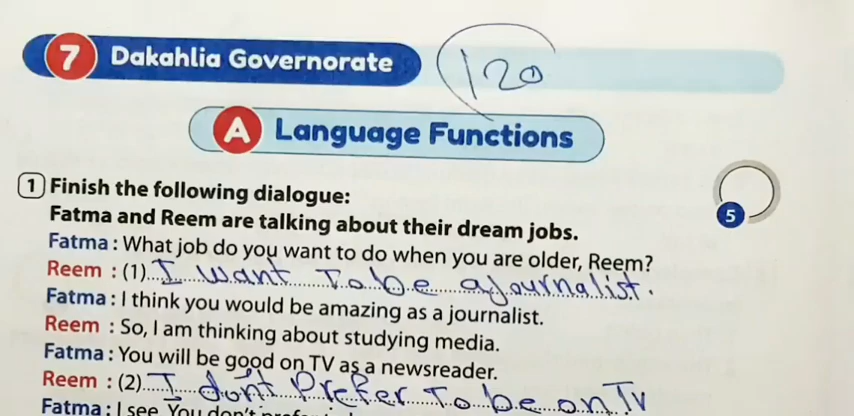 7 Dakahlia Governorate
120
A Language Functions
1 Finish the following dialogue:
5
Fatma and Reem are talking about their dream jobs.
Fatma : What job do you want to do when you are older, Reem?
Reem : (1) I want To be a journalist.
Fatma : I think you would be amazing as a journalist.
Reem : So, I am thinking about studying media.
Fatma : You will be good on TV as a newsreader.
Reem : (2) I don't Prefer To be on TV
Fatma : I see. You don't